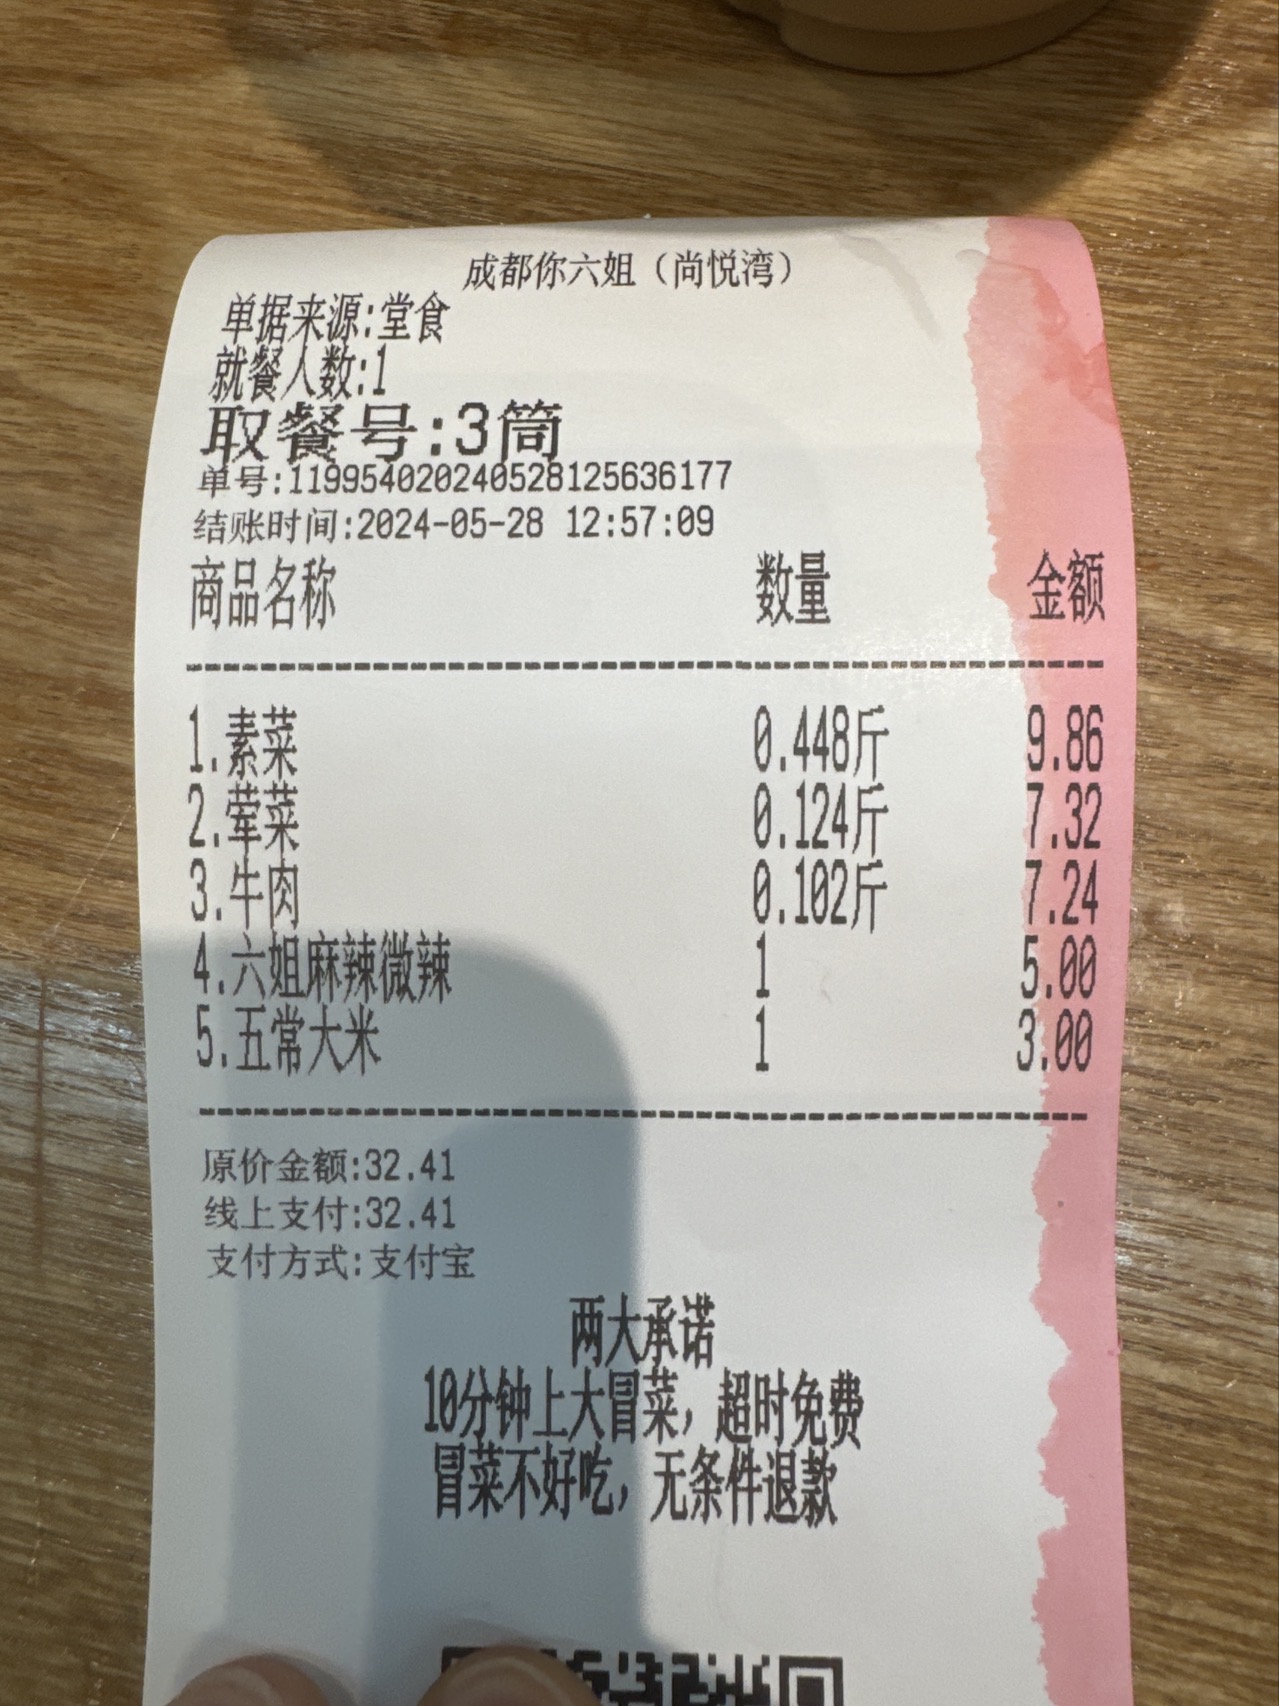 成都你六姐（尚悦湾）
单据来源:堂食
就餐人数:1
取餐号:3筒
单号:119954020240528125636177
结账时间:2024-05-28 12:57:09
商品名称 数量 金额
1.素菜 0.448斤 9.86
2.荤菜 0.124斤 7.32
3.牛肉 0.102斤 7.24
4.六姐麻辣微辣 1 5.00
5.五常大米 1 3.00
原价金额:32.41
线上支付:32.41
支付方式:支付宝
两大承诺
10分钟上大冒菜，超时免费
冒菜不好吃，无条件退款